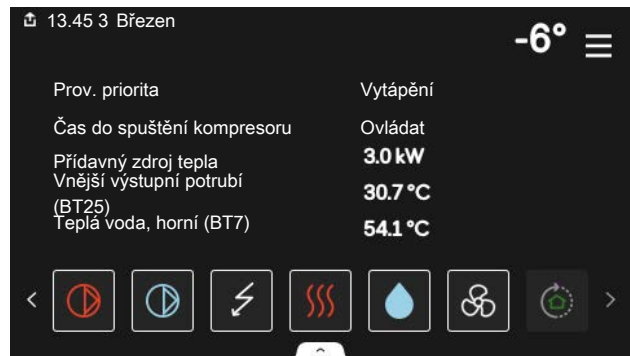 13.45 3 Březen
-6°
Prov. priorita Vytápění
Čas do spuštění kompresoru Ovládat
Přídavný zdroj tepla 3.0 kW
Vnější výstupní potrubí
(BT25) 30.7 °C
Teplá voda, horní (BT7) 54.1 °C